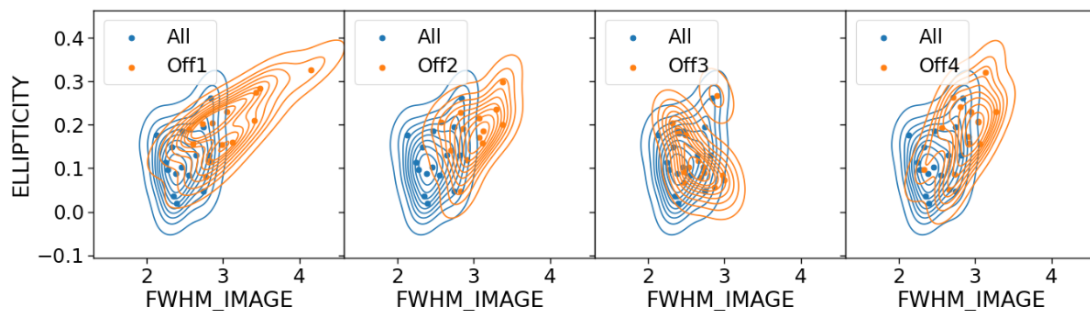 0.4
0.3
0.2
0.1
0.0
−0.1
ELLIPTICITY
All
Off1
2
3
4
FWHM_IMAGE
All
Off2
2
3
4
FWHM_IMAGE
All
Off3
2
3
4
FWHM_IMAGE
All
Off4
2
3
4
FWHM_IMAGE